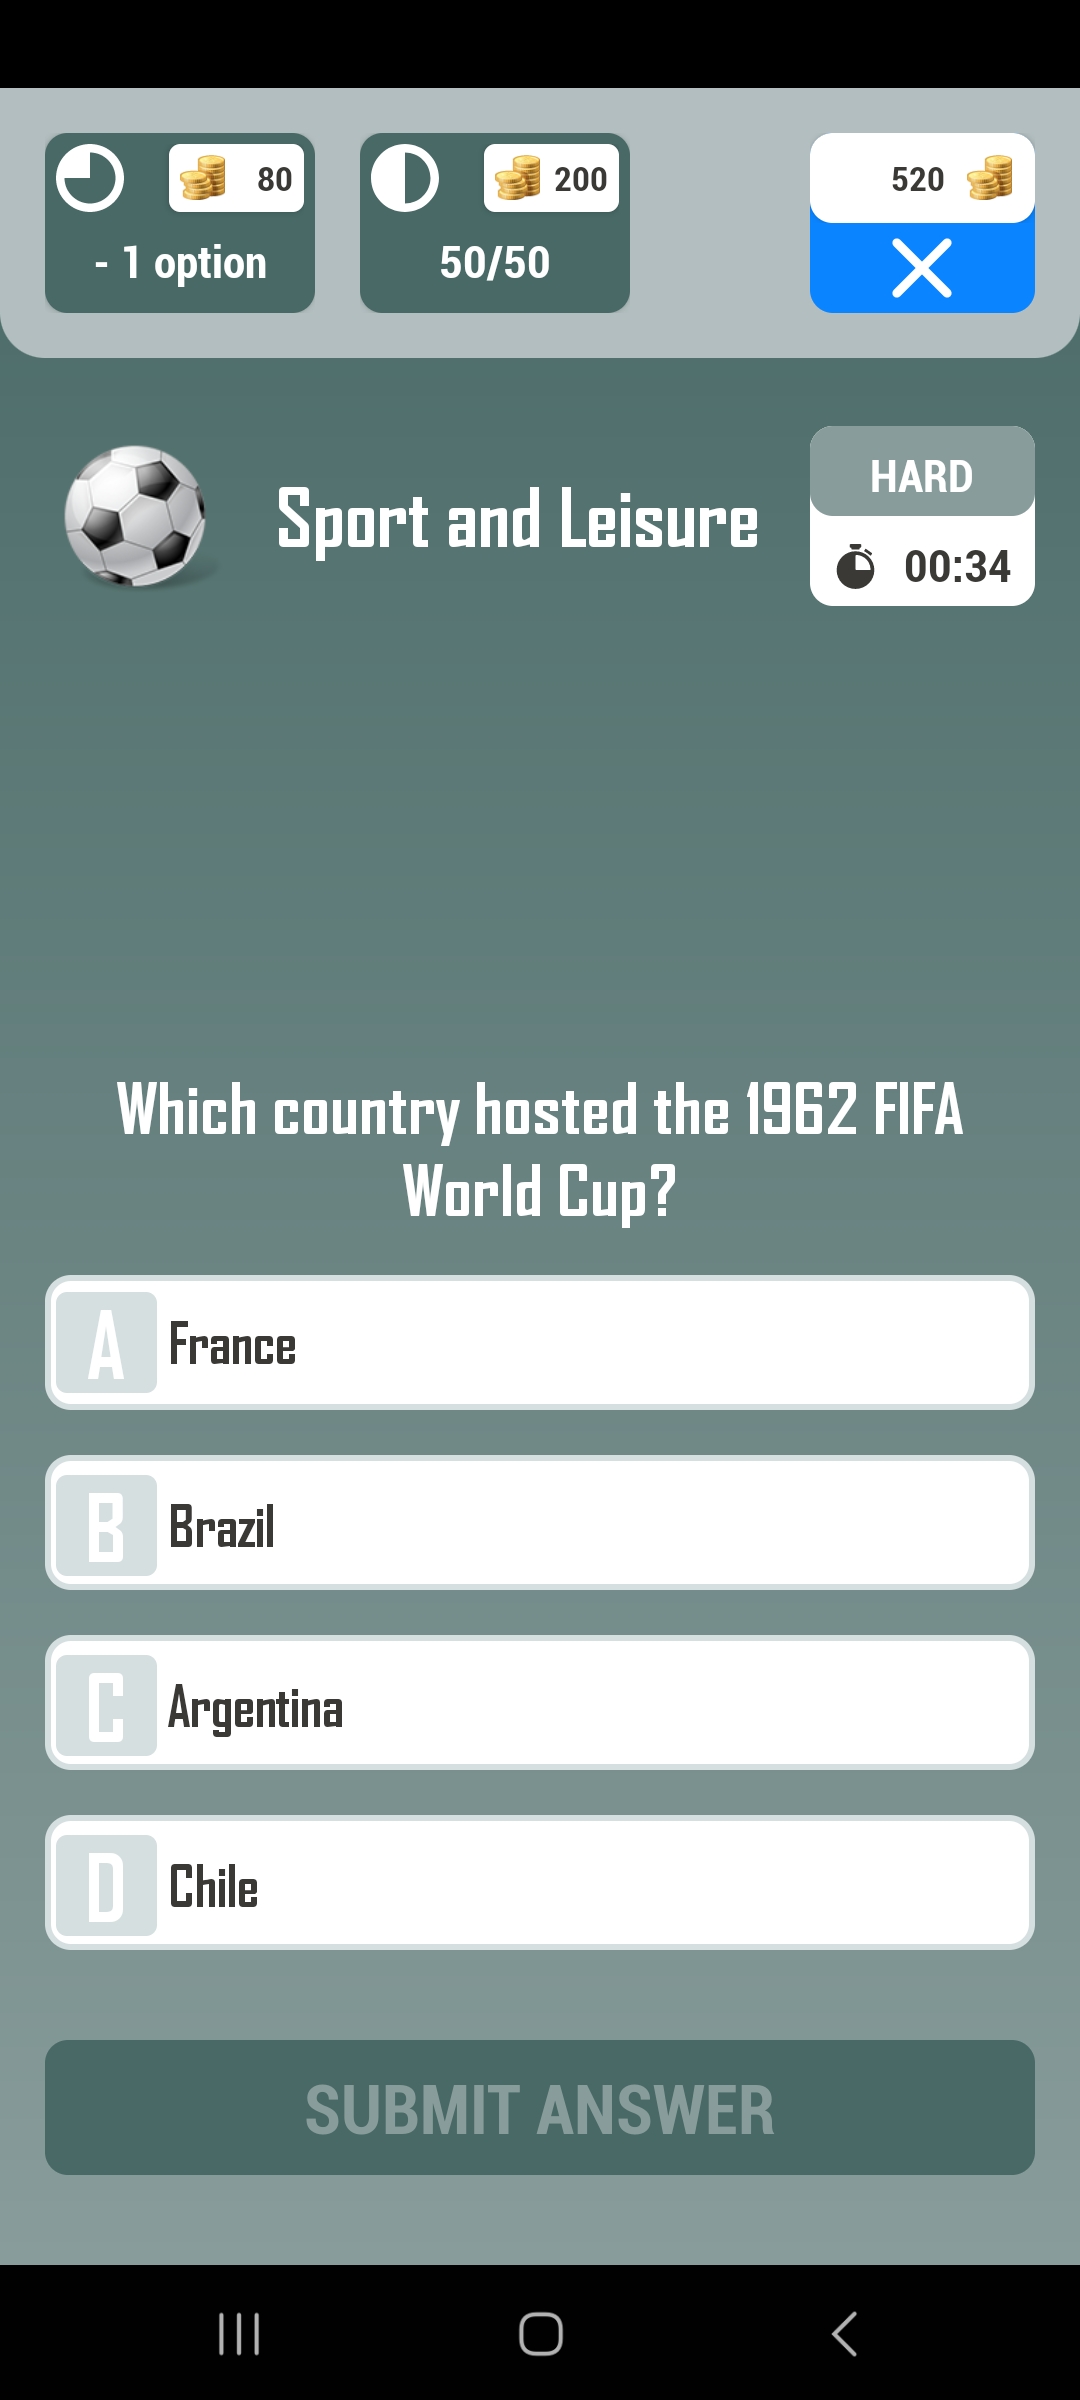 80
200
520
- 1 option
50/50
HARD
Sport and Leisure
00:34
Which country hosted the 1962 FIFA
World Cup?
A France
B Brazil
C Argentina
D Chile
SUBMIT ANSWER